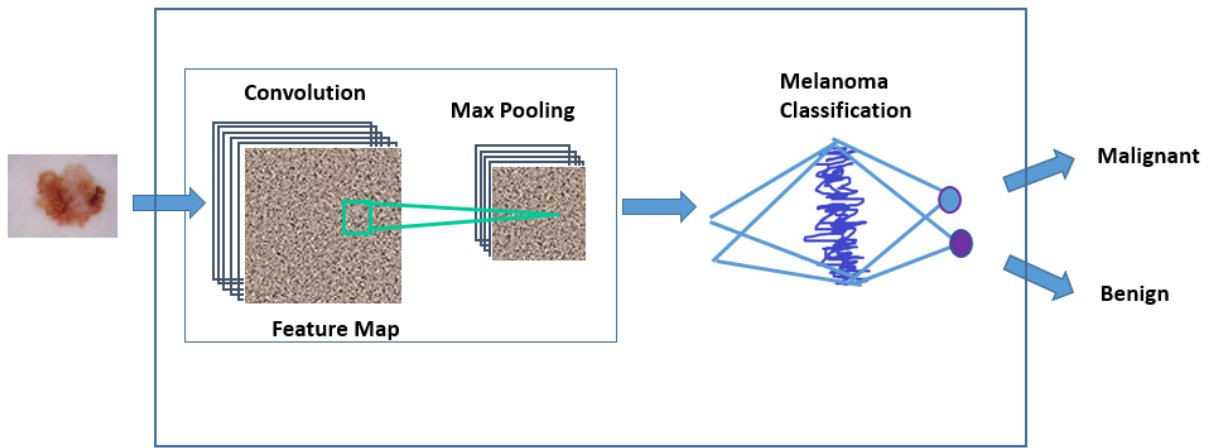 Convolution
Max Pooling
Feature Map
Melanoma
Classification
Malignant
Benign